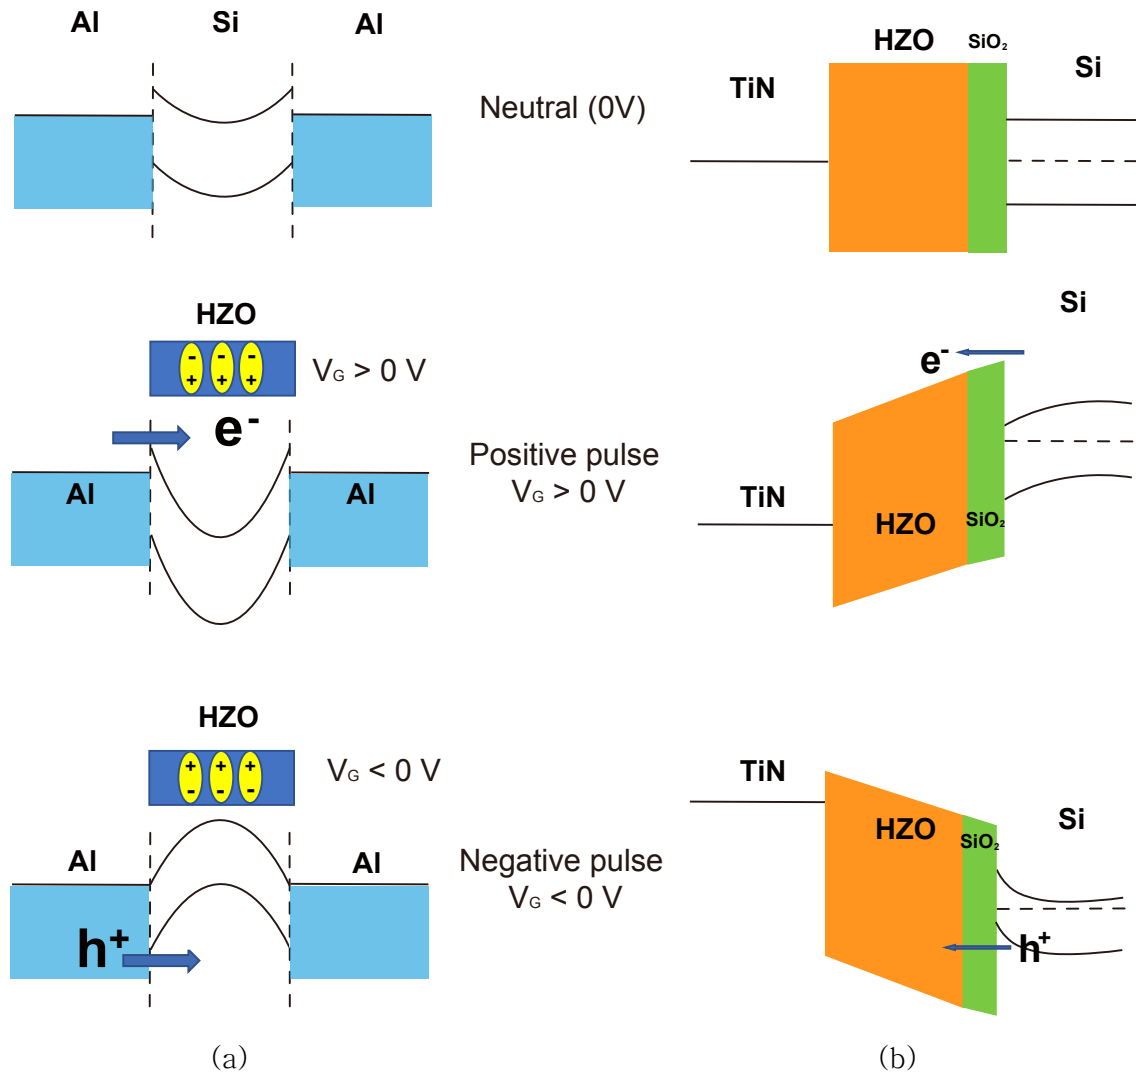 Al Si Al
Neutral (0V)
HZO SiO₂
TiN Si
HZO
- - -
+ + +
V_G > 0 V
e⁻
Al Al
Positive pulse
V_G > 0 V
Si
e⁻
TiN
HZO SiO₂
HZO
+ + +
- - -
V_G < 0 V
Al Al
h⁺
Negative pulse
V_G < 0 V
TiN
HZO SiO₂ Si
h⁺
(a) (b)